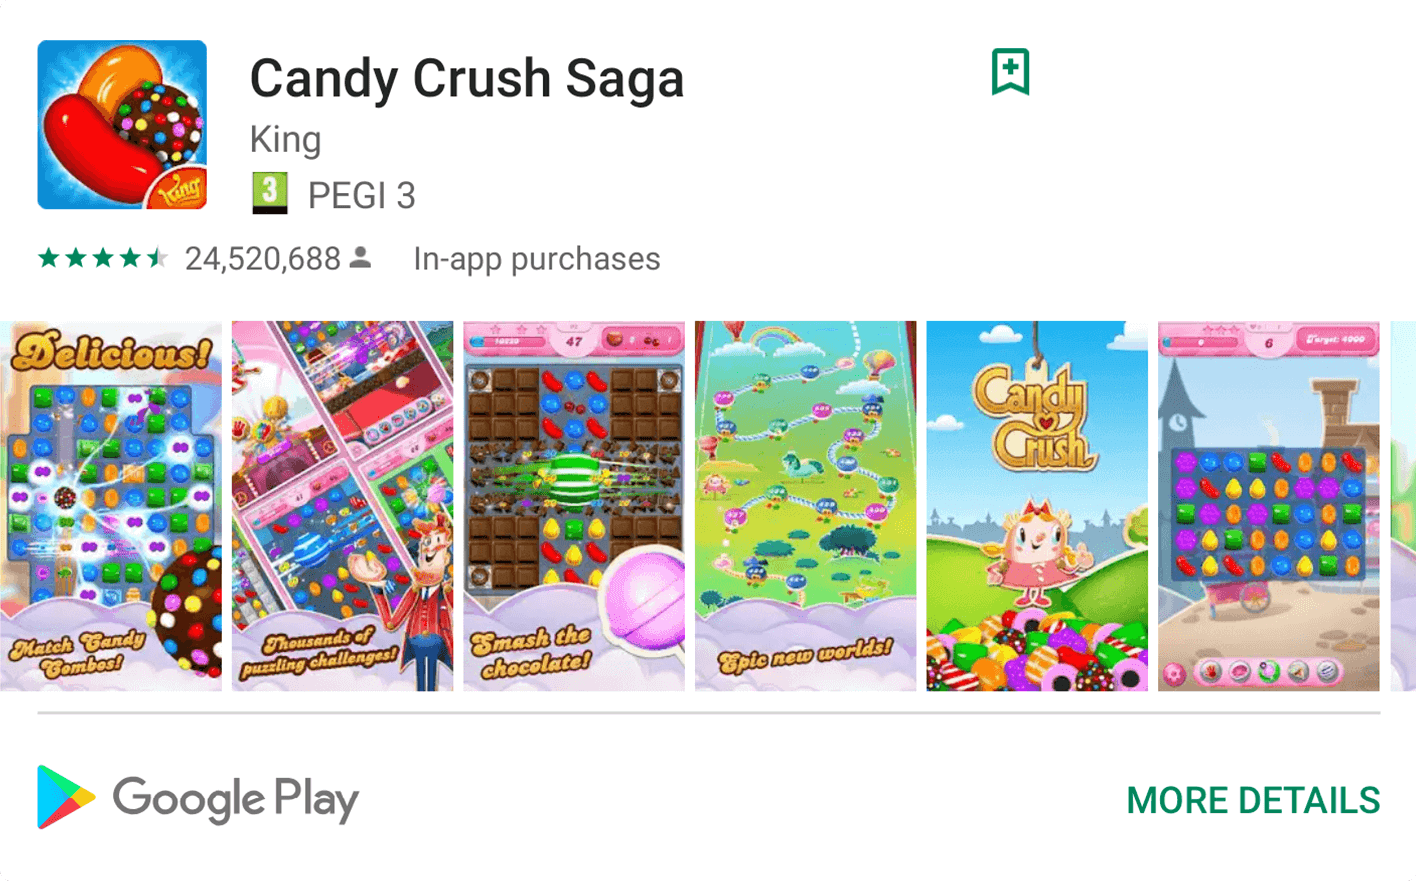 Candy Crush Saga
King
3 PEGI 3
24,520,688 In-app purchases
Delicious!
Match Candy
Combos!
Thousands of
puzzling challenges!
47
Smash the
chocolate!
Epic new worlds!
Candy
Crush
6
Target: 4000
King
Google Play
MORE DETAILS